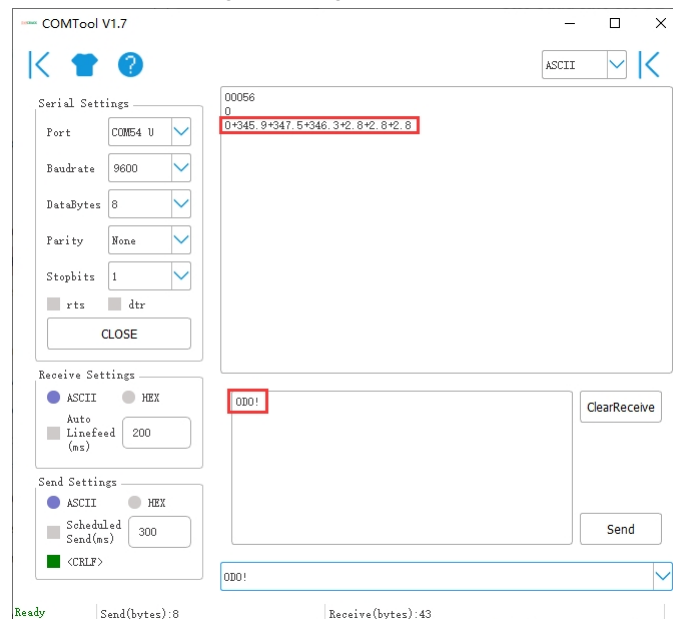 COMTool V1.7
ASCII
Serial Settings
Port COM54 U
Baudrate 9600
DataBytes 8
Parity None
Stopbits 1
rts dtr
CLOSE
Receive Settings
ASCII HEX
Auto
Linefeed
(ms)
200
Send Settings
ASCII HEX
Scheduled
Send(ms)
300
<CRLF>
00056
0
0+345.9+347.5+346.3+2.8+2.8+2.8
0D0!
ClearReceive
Send
0D0!
Ready Send(bytes):8 Receive(bytes):43